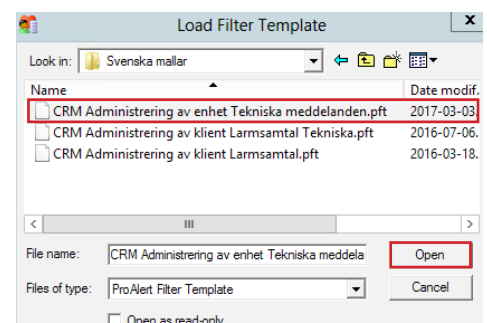 Load Filter Template
x
Look in: Svenska mallar
Name Date modif.
CRM Administrering av enhet Tekniska meddelanden.pft 2017-03-03.
CRM Administrering av klient Larmsamtal Tekniska.pft 2016-07-06.
CRM Administrering av klient Larmsamtal.pft 2016-03-18.
File name: CRM Administrering av enhet Tekniska meddela Open
Files of type: ProAlert Filter Template Cancel
Open as read-only